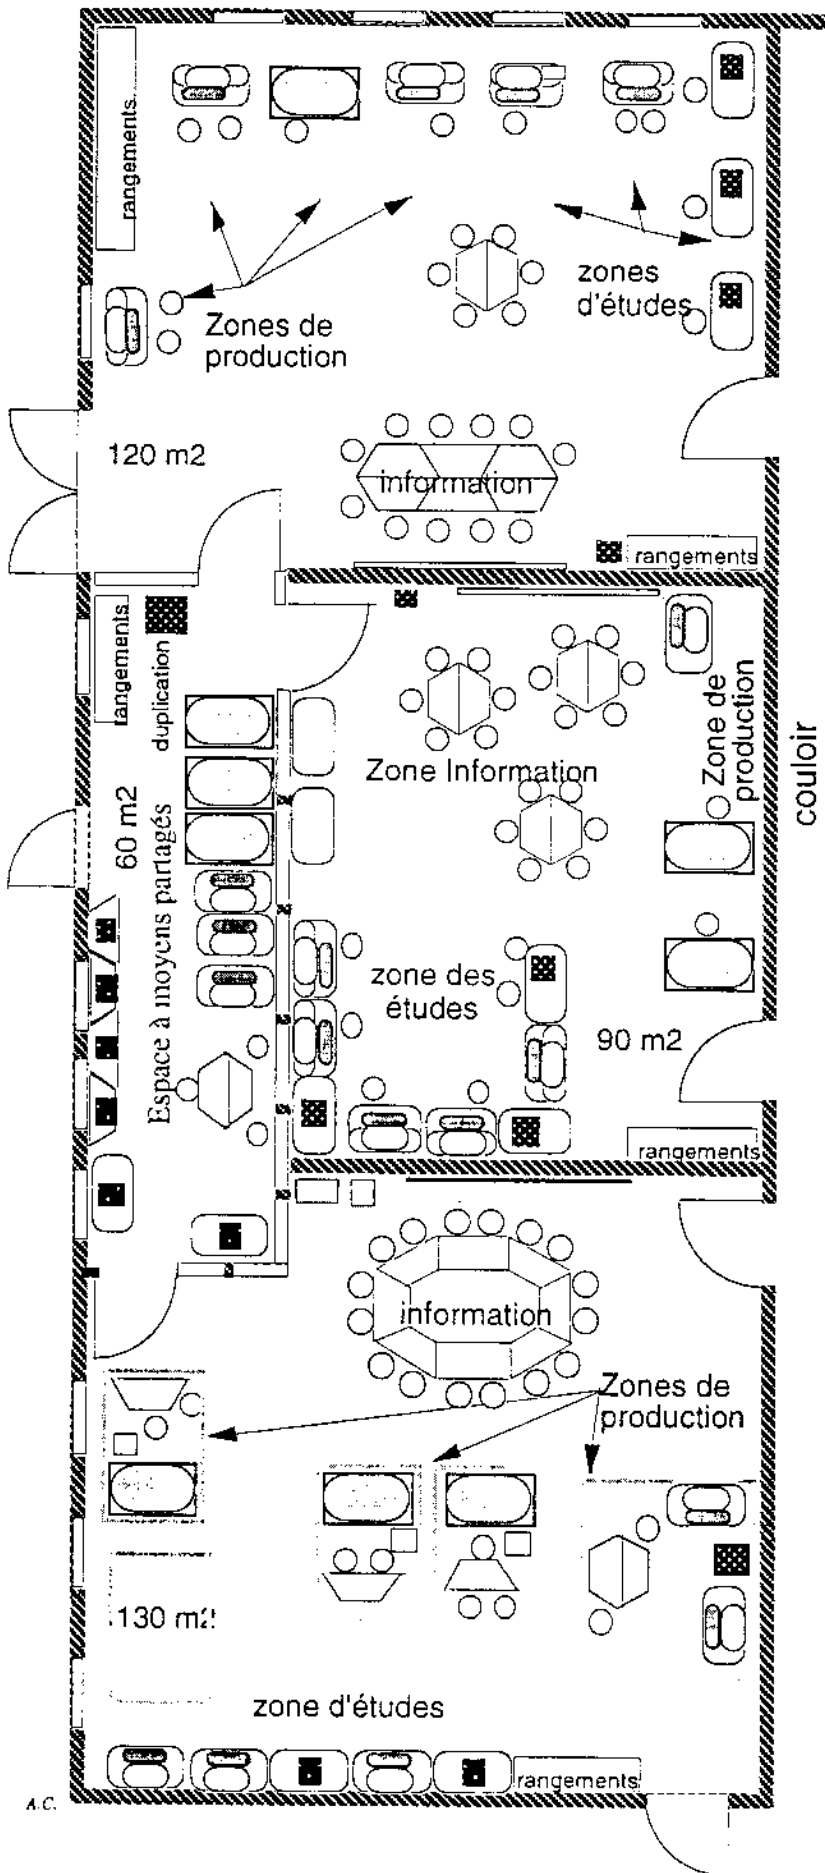 rangements
zones
d'études
Zones de
production
120 m2
information
rangements
rangements
duplication
Zone de
production
Zone Information
couloir
60 m2
Espace à moyens partagés
zone des
études
90 m2
rangements
information
Zones de
production
130 m2
zone d'études
rangements
A.C.